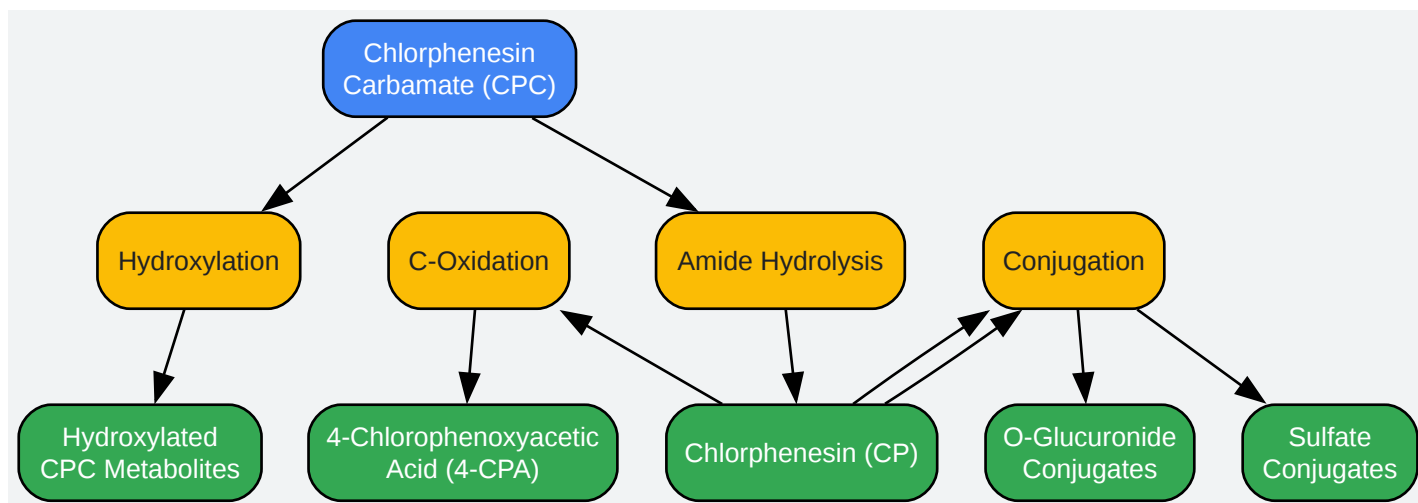 Chlorphenesin
Carbamate (CPC)
Hydroxylation
C-Oxidation
Amide Hydrolysis
Conjugation
Hydroxylated
CPC Metabolites
4-Chlorophenoxyacetic
Acid (4-CPA)
Chlorphenesin (CP)
O-Glucuronide
Conjugates
Sulfate
Conjugates